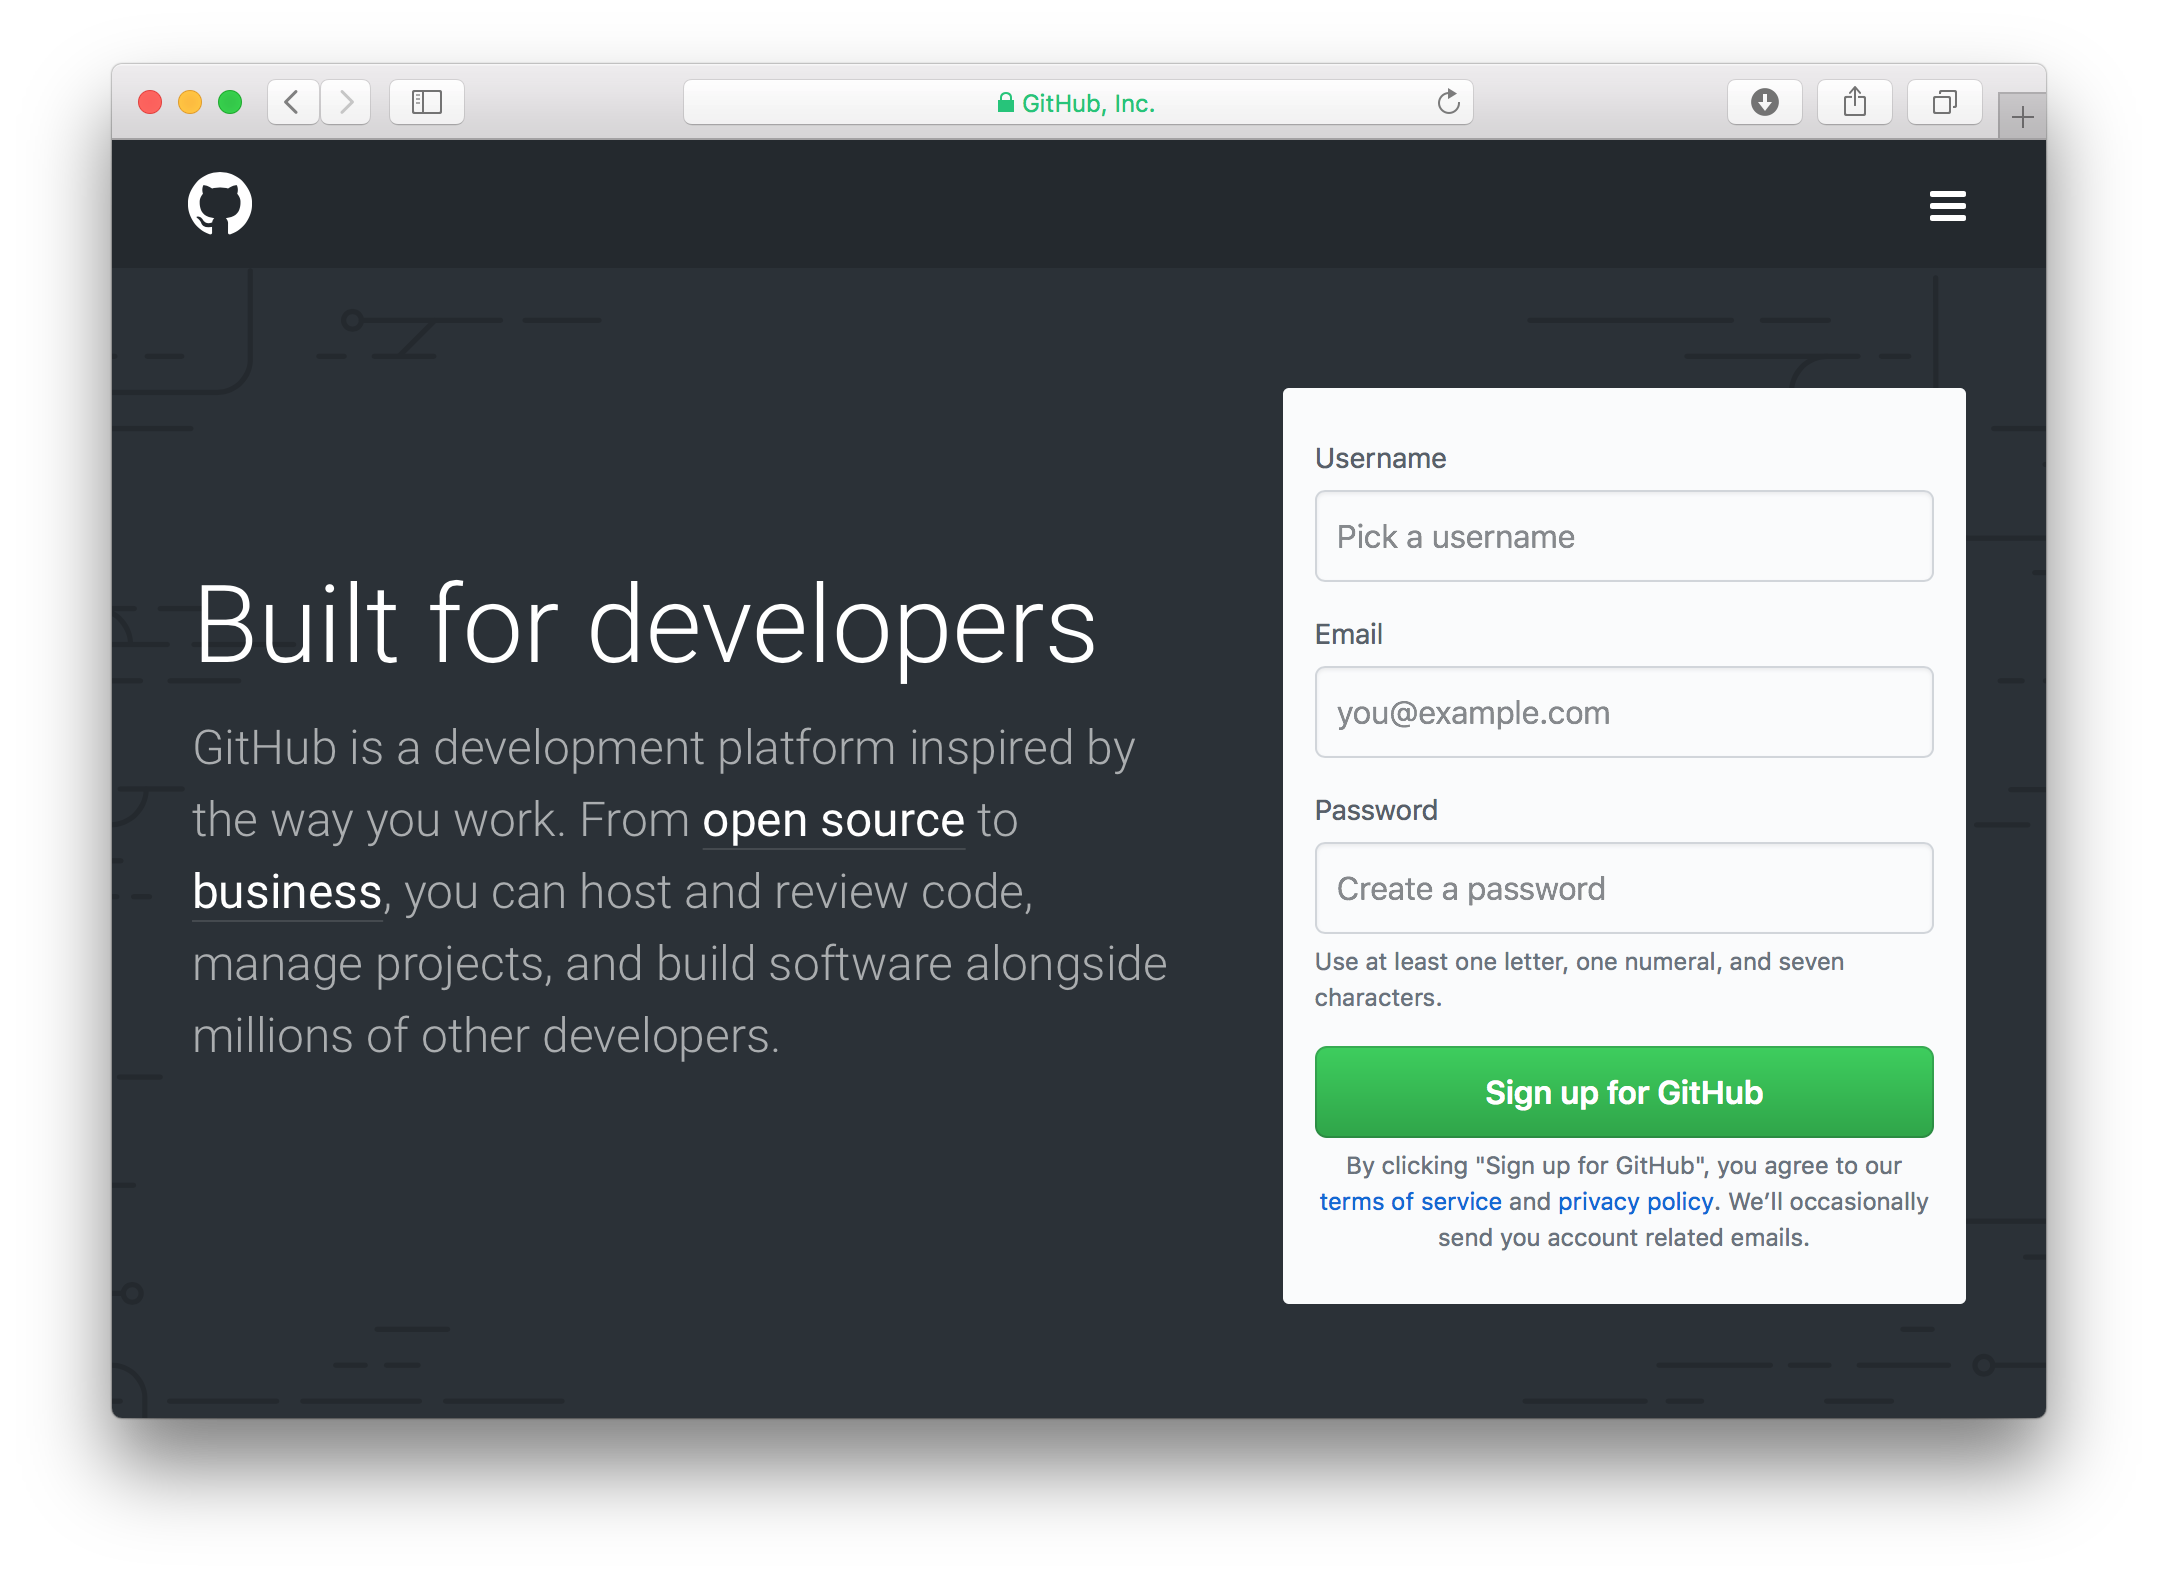 GitHub, Inc.
Built for developers
GitHub is a development platform inspired by
the way you work. From open source to
business, you can host and review code,
manage projects, and build software alongside
millions of other developers.
Username
Pick a username
Email
you@example.com
Password
Create a password
Use at least one letter, one numeral, and seven
characters.
Sign up for GitHub
By clicking "Sign up for GitHub", you agree to our
terms of service and privacy policy. We’ll occasionally
send you account related emails.